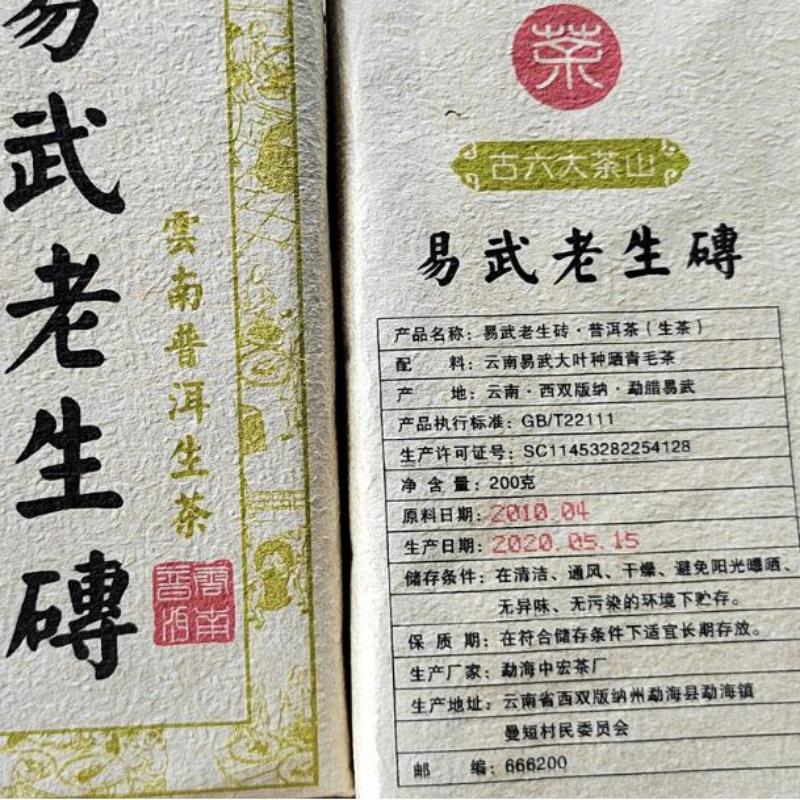 易武老生磚
雲南普洱生茶
雲南普洱
茶
古六大茶山
易武老生磚
产品名称：易武老生砖·普洱茶（生茶）
配 料：云南易武大叶种晒青毛茶
产 地：云南·西双版纳·勐腊易武
产品执行标准：GB/T22111
生产许可证号：SC11453282254128
净 含 量：200克
原料日期：2010.04
生产日期：2020.05.15
储存条件：在清洁、通风、干燥、避免阳光曝晒、
无异味、无污染的环境下贮存。
保 质 期：在符合储存条件下适宜长期存放。
生产厂家：勐海中宏茶厂
生产地址：云南省西双版纳州勐海县勐海镇
曼短村民委员会
邮 编：666200